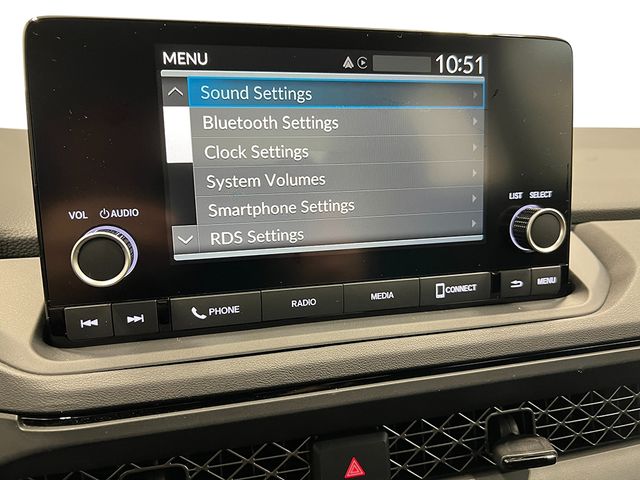 MENU 10:51
Sound Settings
Bluetooth Settings
Clock Settings
System Volumes
Smartphone Settings
RDS Settings
VOL AUDIO
LIST SELECT
PHONE RADIO MEDIA CONNECT MENU